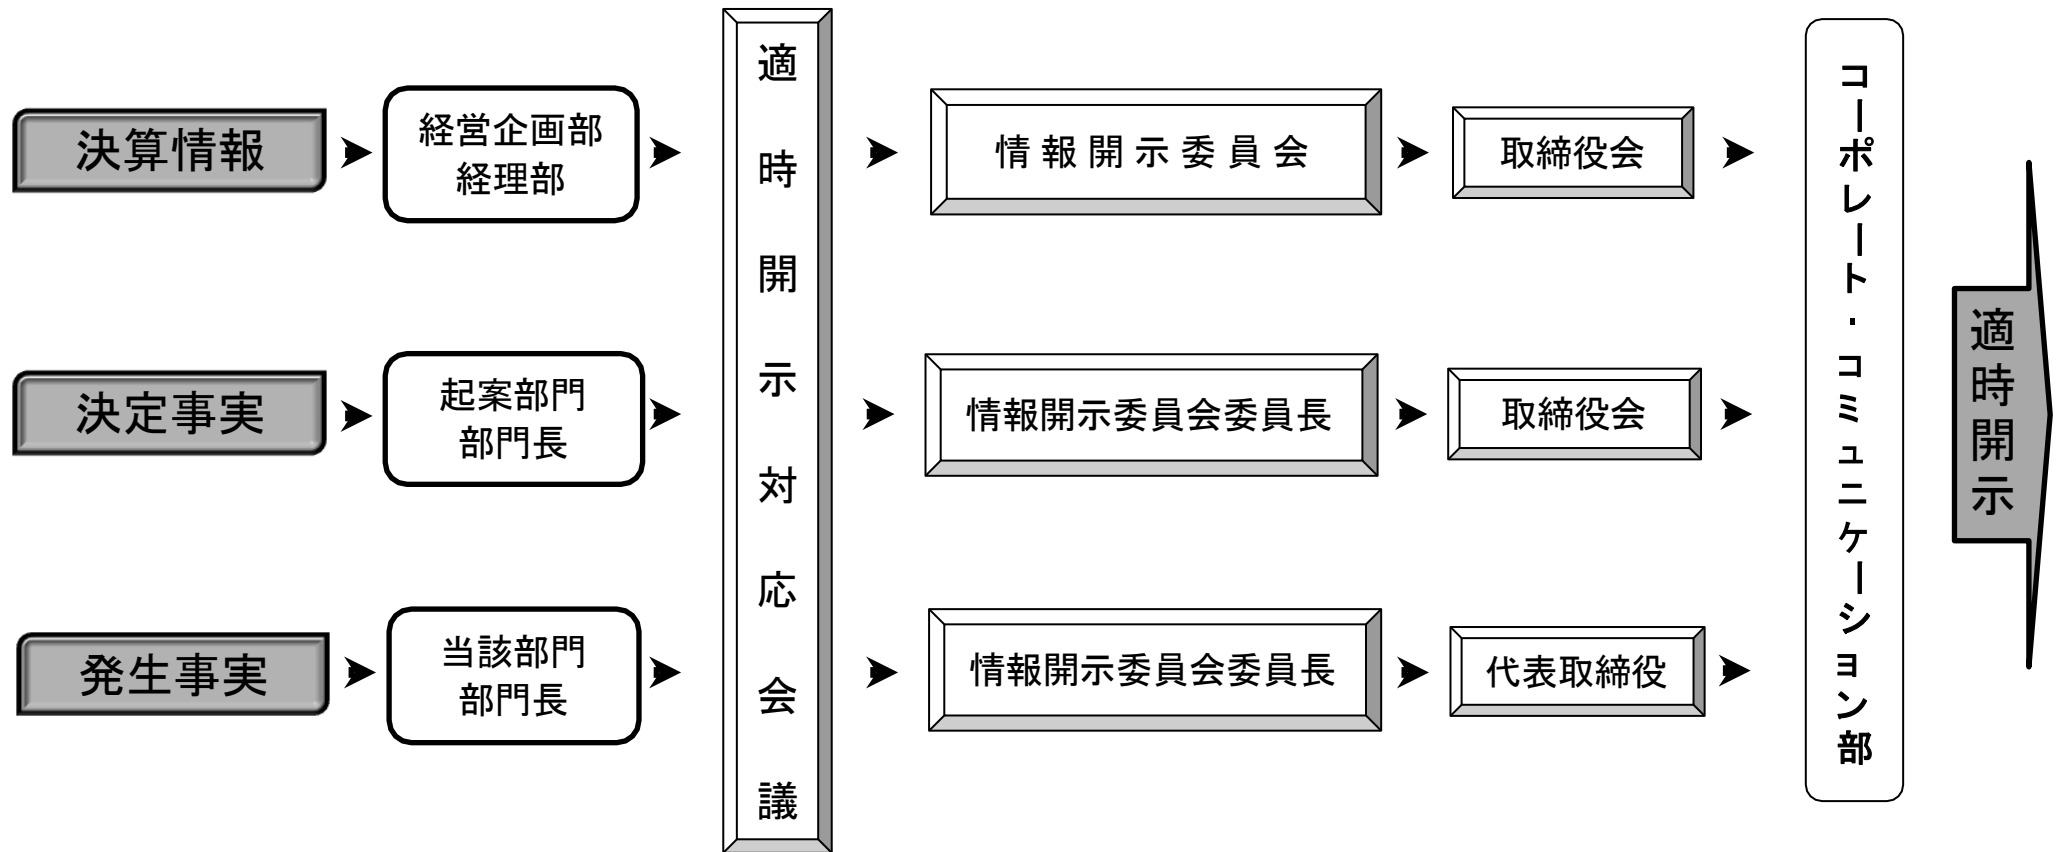 決算情報
経営企画部
経理部
決定事実
起案部門
部門長
発生事実
当該部門
部門長
適時開示対応会議
情報開示委員会
取締役会
情報開示委員会委員長
取締役会
情報開示委員会委員長
代表取締役
コーポレート・コミュニケーション部
適時開示